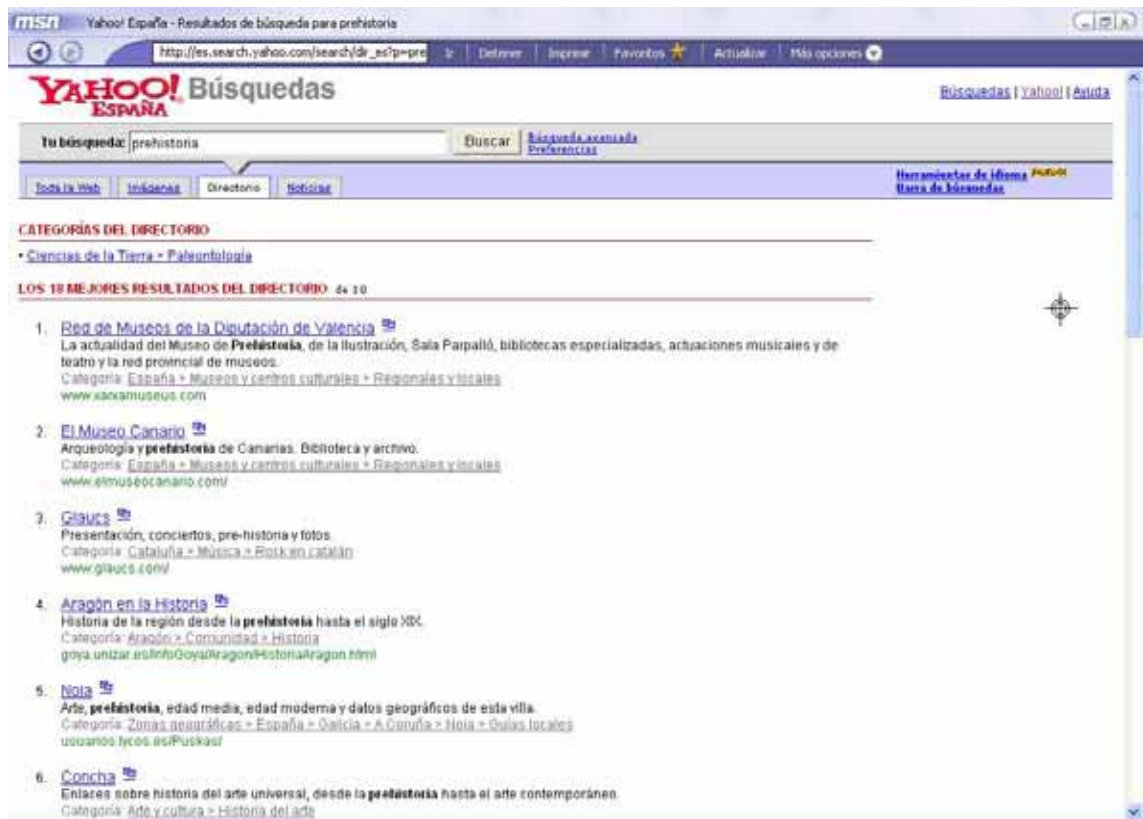 msn Yahoo! España - Resultados de búsqueda para prehistoria
http://es.search.yahoo.com/search/dir_es?p=pre Ir Detener Imprimir Favoritos Actualizar Más opciones
YAHOO! ESPAÑA Búsquedas
Búsquedas | Yahoo! | Ayuda
Tu búsqueda: prehistoria Buscar Búsqueda avanzada
Preferencias
Toda la Web Imágenes Directorio Noticias
Herramientas de idioma
Barra de búsquedas
CATEGORÍAS DEL DIRECTORIO
• Ciencias de la Tierra > Paleontología
LOS 18 MEJORES RESULTADOS DEL DIRECTORIO de 18
1. Red de Museos de la Diputación de Valencia
La actualidad del Museo de Prehistoria, de la Ilustración, Sala Parpalló, bibliotecas especializadas, actuaciones musicales y de
teatro y la red provincial de museos.
Categoría: España > Museos y centros culturales > Regionales y locales
www.xarxamuseus.com
2. El Museo Canario
Arqueología y prehistoria de Canarias. Biblioteca y archivo.
Categoría: España > Museos y centros culturales > Regionales y locales
www.elmuseocanario.com/
3. Glaucs
Presentación, conciertos, pre-historia y fotos.
Categoría: Cataluña > Música > Rock en catalán
www.glaucs.com/
4. Aragón en la Historia
Historia de la región desde la prehistoria hasta el siglo XIX.
Categoría: Aragón > Comunidad > Historia
goya.unizar.es/InfoGoya/Aragon/HistoriaAragon.html
5. Noia
Arte, prehistoria, edad media, edad moderna y datos geográficos de esta villa.
Categoría: Zonas geográficas > España > Galicia > A Coruña > Noia > Guías locales
usuarios.lycos.es/Puskas/
6. Concha
Enlaces sobre historia del arte universal, desde la prehistoria hasta el arte contemporáneo.
Categoría: Arte y cultura > Historia del arte